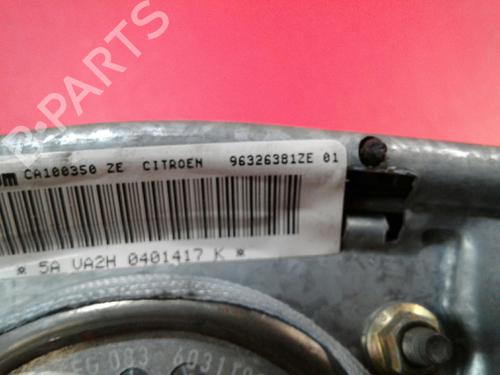 B-PARTS
CA100350 ZE CITROEN 96326381ZE 01
* 5A VA2H 0401417 K *